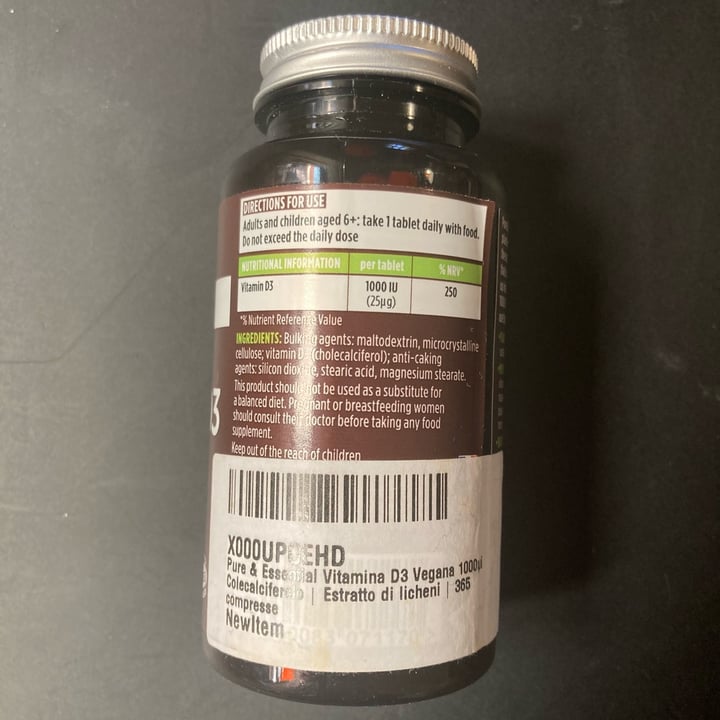 DIRECTIONS FOR USE
Adults and children aged 6+: take 1 tablet daily with food.
Do not exceed the daily dose
NUTRITIONAL INFORMATION per tablet % NRV*
Vitamin D3 1000 IU 250
(25µg)
*% Nutrient Reference Value
INGREDIENTS: Bulking agents: maltodextrin, microcrystalline
cellulose; vitamin D3 (cholecalciferol); anti-caking
agents: silicon dioxide, stearic acid, magnesium stearate.
This product should not be used as a substitute for
a balanced diet. Pregnant or breastfeeding women
should consult their doctor before taking any food
supplement.
Keep out of the reach of children
3
Pure & Essential Vitamina D3 Vegana 1000µi
Colecalciferolo | Estratto di licheni | 365
compresse
NewItem